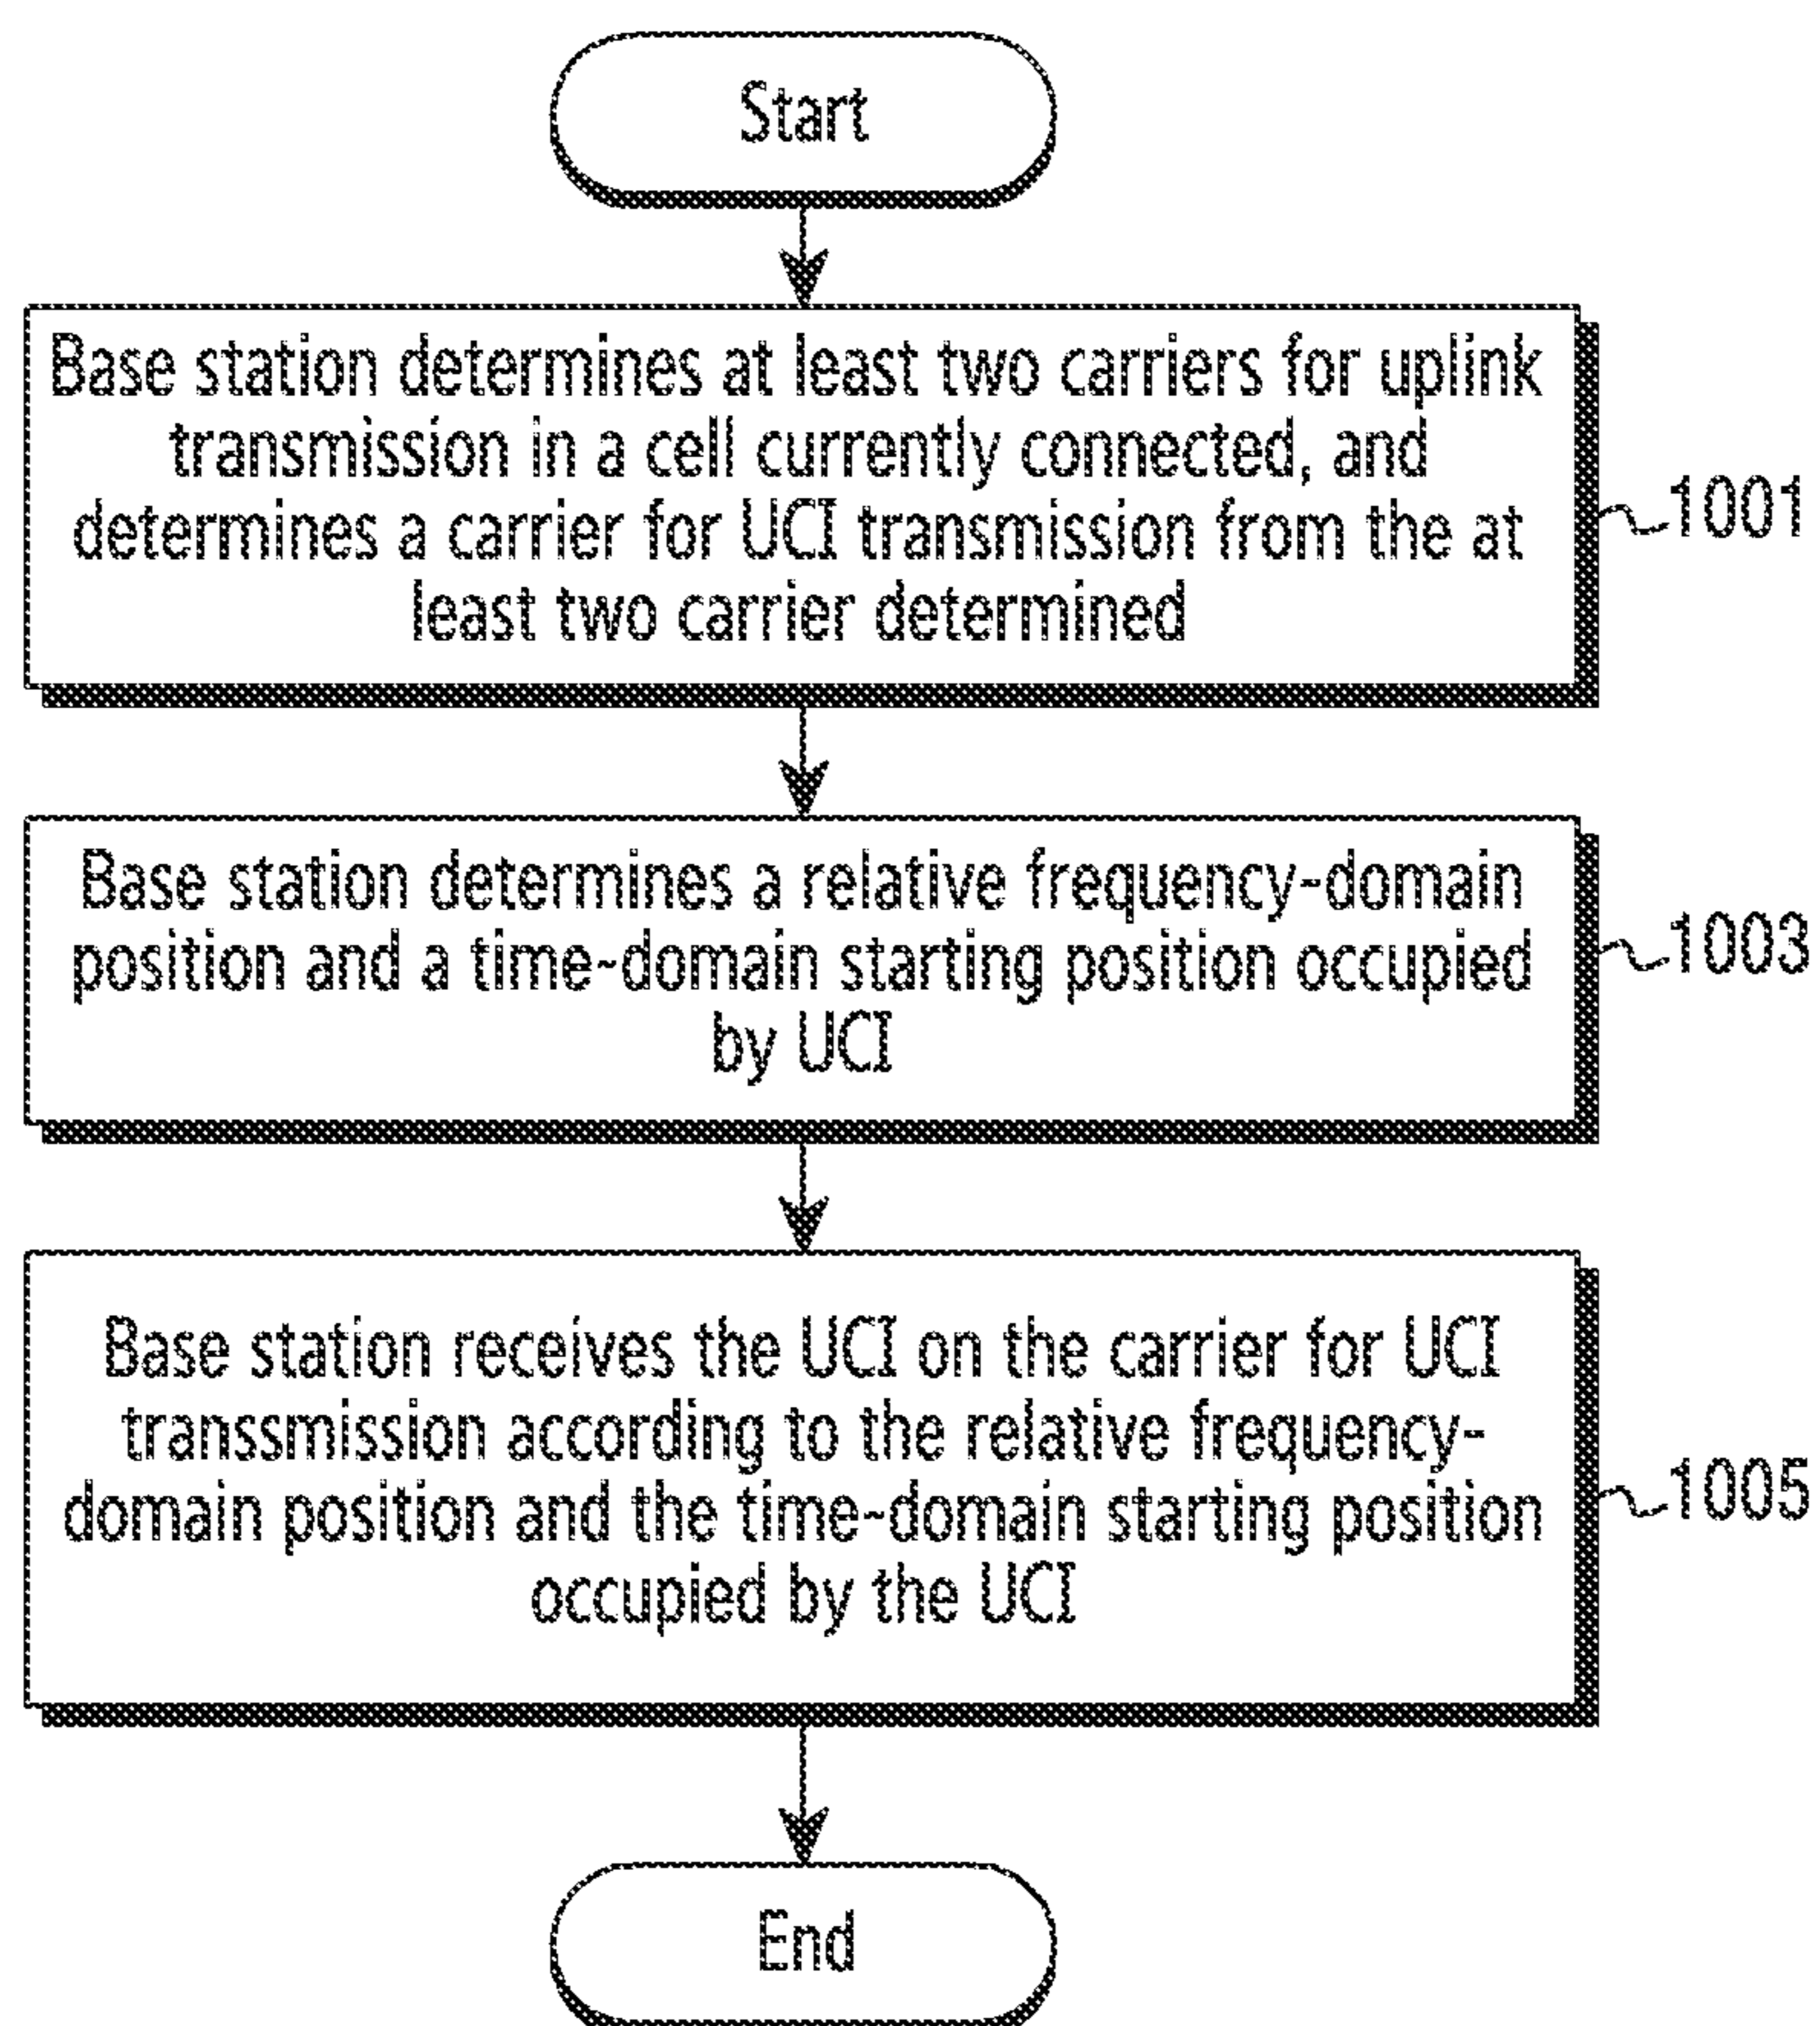 Start
Base station determines at least two carriers for uplink
transmission in a cell currently connected, and
determines a carrier for UCI transmission from the at
least two carrier determined
1001
Base station determines a relative frequency-domain
position and a time-domain starting position occupied
by UCI
1003
Base station receives the UCI on the carrier for UCI
transsmission according to the relative frequency-
domain position and the time-domain starting position
occupied by the UCI
1005
End